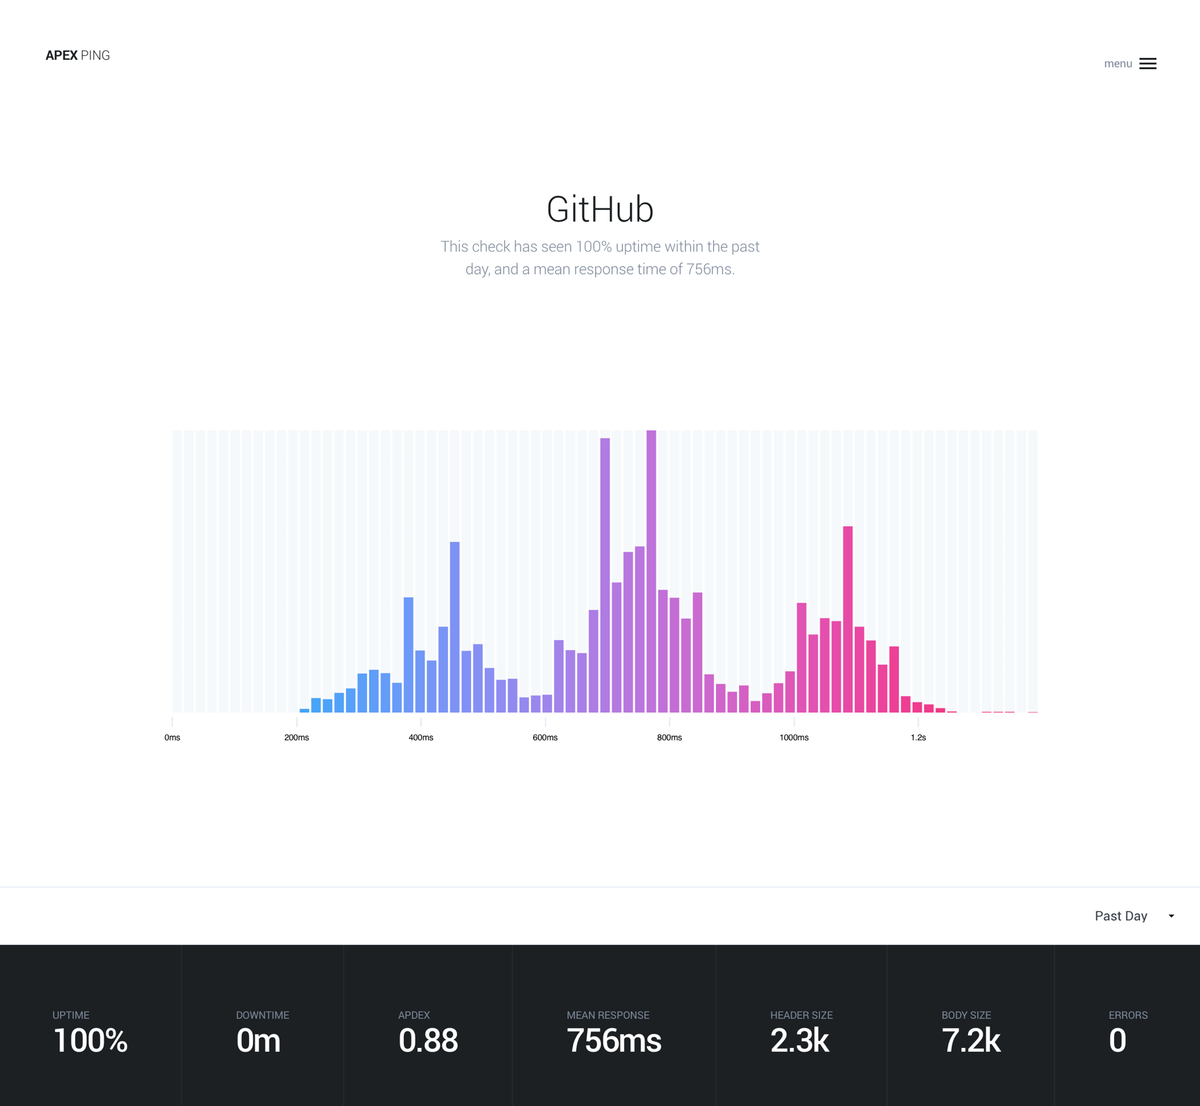 APEX PING
menu
GitHub
This check has seen 100% uptime within the past
day, and a mean response time of 756ms.
0ms 200ms 400ms 600ms 800ms 1000ms 1.2s
Past Day
UPTIME DOWNTIME APDEX MEAN RESPONSE HEADER SIZE BODY SIZE ERRORS
100% 0m 0.88 756ms 2.3k 7.2k 0